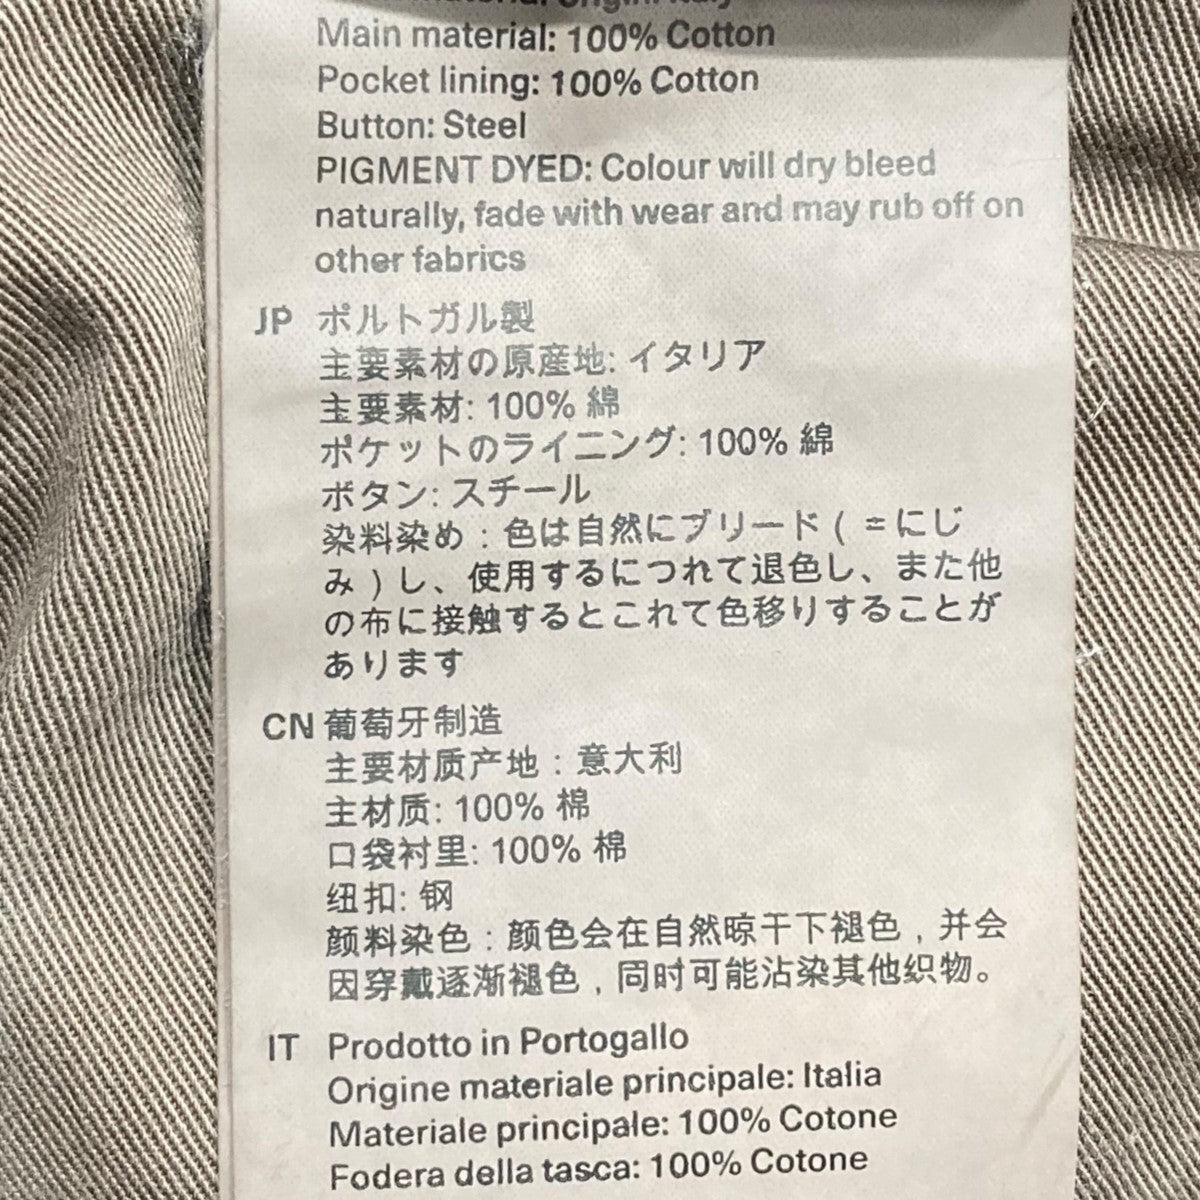 Main material: 100% Cotton
Pocket lining: 100% Cotton
Button: Steel
PIGMENT DYED: Colour will dry bleed
naturally, fade with wear and may rub off on
other fabrics
JP ポルトガル製
主要素材の原産地: イタリア
主要素材: 100% 綿
ポケットのライニング: 100% 綿
ボタン: スチール
染料染め：色は自然にブリード（＝にじ
み）し、使用するにつれて退色し、また他
の布に接触するとこれて色移りすることが
あります
CN 葡萄牙制造
主要材质产地：意大利
主材质: 100% 棉
口袋衬里: 100% 棉
纽扣: 钢
颜料染色：颜色会在自然晾干下褪色，并会
因穿戴逐渐褪色，同时可能沾染其他织物。
IT Prodotto in Portogallo
Origine materiale principale: Italia
Materiale principale: 100% Cotone
Fodera della tasca: 100% Cotone